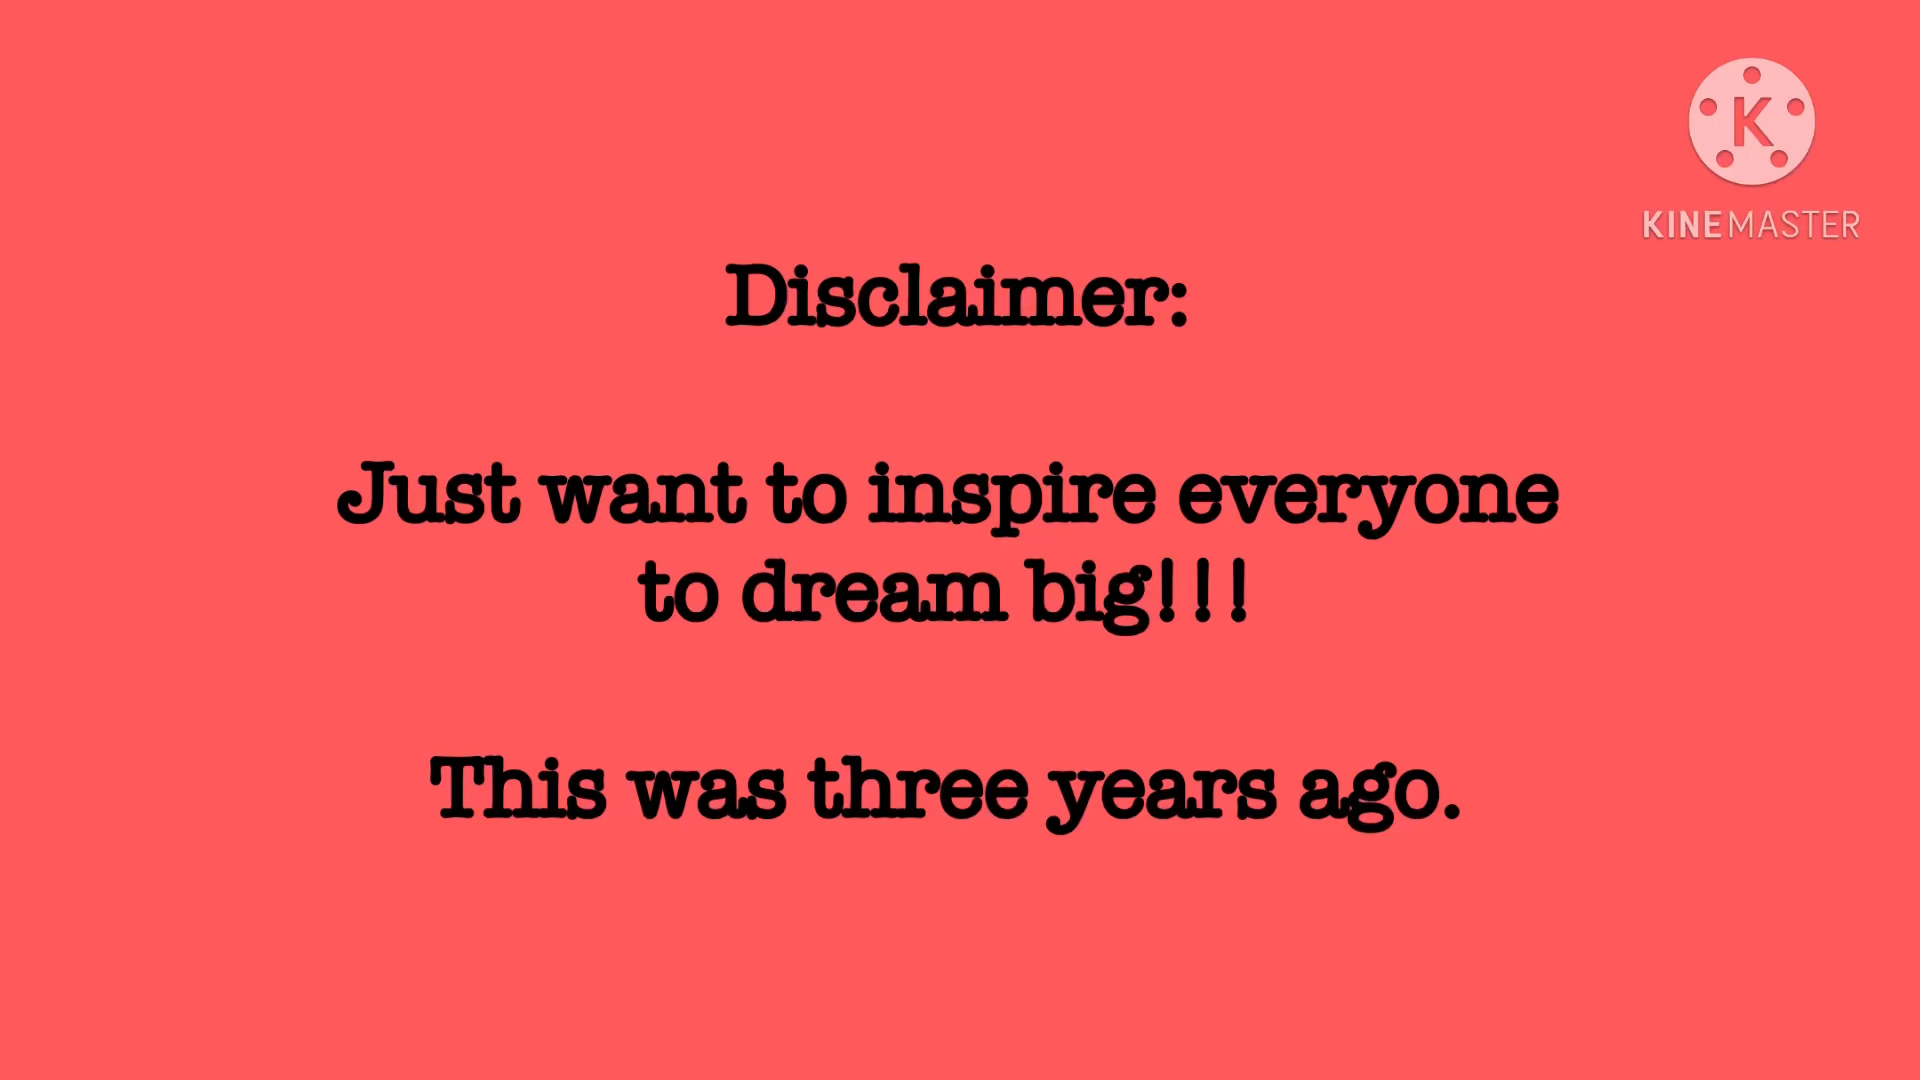 K
KINEMASTER
Disclaimer:
Just want to inspire everyone
to dream big!!!
This was three years ago.